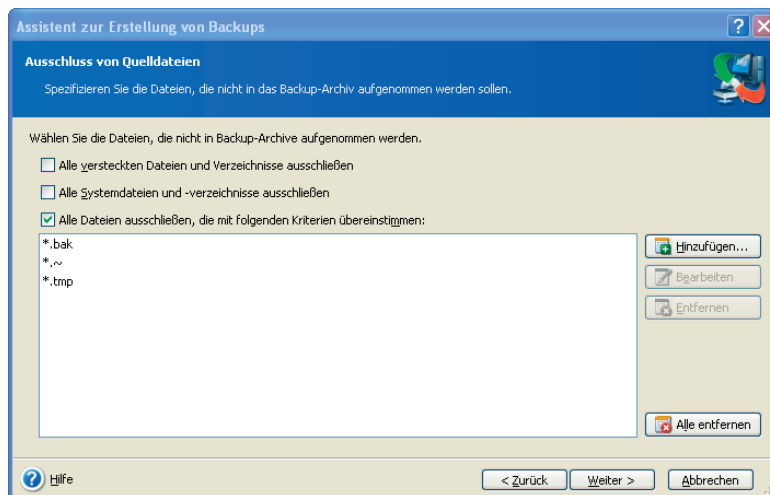 Assistent zur Erstellung von Backups
Ausschluss von Quelldateien
Spezifizieren Sie die Dateien, die nicht in das Backup-Archiv aufgenommen werden sollen.
Wählen Sie die Dateien, die nicht in Backup-Archive aufgenommen werden.
Alle versteckten Dateien und Verzeichnisse ausschließen
Alle Systemdateien und -verzeichnisse ausschließen
Alle Dateien ausschließen, die mit folgenden Kriterien übereinstimmen:
*.bak
*.~
*.tmp
Hinzufügen...
Bearbeiten
Entfernen
Alle entfernen
Hilfe
< Zurück
Weiter >
Abbrechen